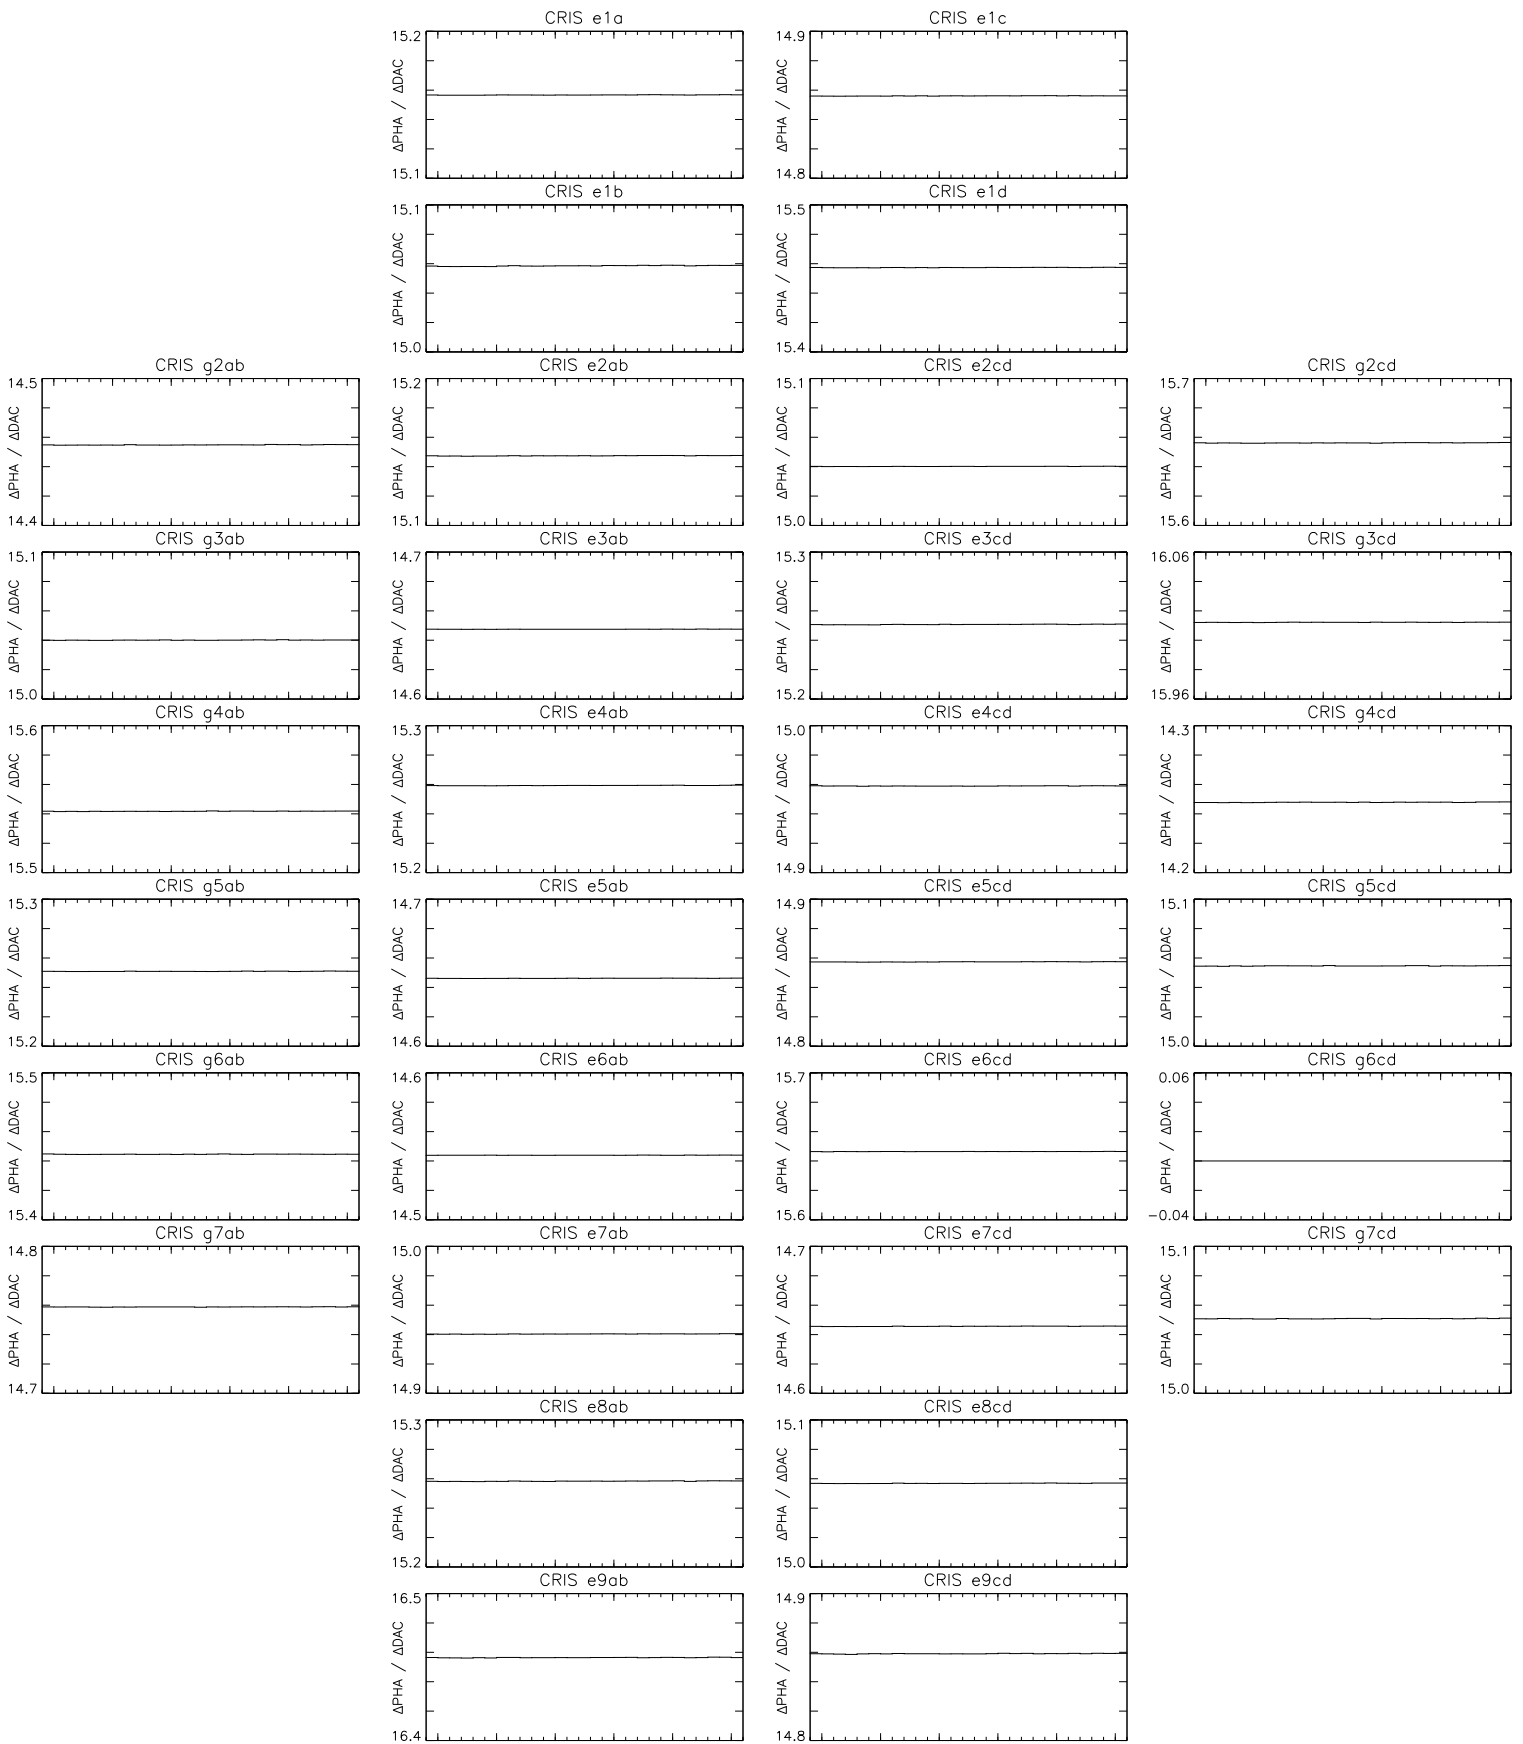 CRIS e1a
15.2
ΔPHA / ΔDAC
15.1
CRIS e1c
14.9
ΔPHA / ΔDAC
14.8
CRIS e1b
15.1
ΔPHA / ΔDAC
15.0
CRIS e1d
15.5
ΔPHA / ΔDAC
15.4
CRIS g2ab
14.5
ΔPHA / ΔDAC
14.4
CRIS e2ab
15.2
ΔPHA / ΔDAC
15.1
CRIS e2cd
15.1
ΔPHA / ΔDAC
15.0
CRIS g2cd
15.7
ΔPHA / ΔDAC
15.6
CRIS g3ab
15.1
ΔPHA / ΔDAC
15.0
CRIS e3ab
14.7
ΔPHA / ΔDAC
14.6
CRIS e3cd
15.3
ΔPHA / ΔDAC
15.2
CRIS g3cd
16.06
ΔPHA / ΔDAC
15.96
CRIS g4ab
15.6
ΔPHA / ΔDAC
15.5
CRIS e4ab
15.3
ΔPHA / ΔDAC
15.2
CRIS e4cd
15.0
ΔPHA / ΔDAC
14.9
CRIS g4cd
14.3
ΔPHA / ΔDAC
14.2
CRIS g5ab
15.3
ΔPHA / ΔDAC
15.2
CRIS e5ab
14.7
ΔPHA / ΔDAC
14.6
CRIS e5cd
14.9
ΔPHA / ΔDAC
14.8
CRIS g5cd
15.1
ΔPHA / ΔDAC
15.0
CRIS g6ab
15.5
ΔPHA / ΔDAC
15.4
CRIS e6ab
14.6
ΔPHA / ΔDAC
14.5
CRIS e6cd
15.7
ΔPHA / ΔDAC
15.6
CRIS g6cd
0.06
ΔPHA / ΔDAC
−0.04
CRIS g7ab
14.8
ΔPHA / ΔDAC
14.7
CRIS e7ab
15.0
ΔPHA / ΔDAC
14.9
CRIS e7cd
14.7
ΔPHA / ΔDAC
14.6
CRIS g7cd
15.1
ΔPHA / ΔDAC
15.0
CRIS e8ab
15.3
ΔPHA / ΔDAC
15.2
CRIS e8cd
15.1
ΔPHA / ΔDAC
15.0
CRIS e9ab
16.5
ΔPHA / ΔDAC
16.4
CRIS e9cd
14.9
ΔPHA / ΔDAC
14.8